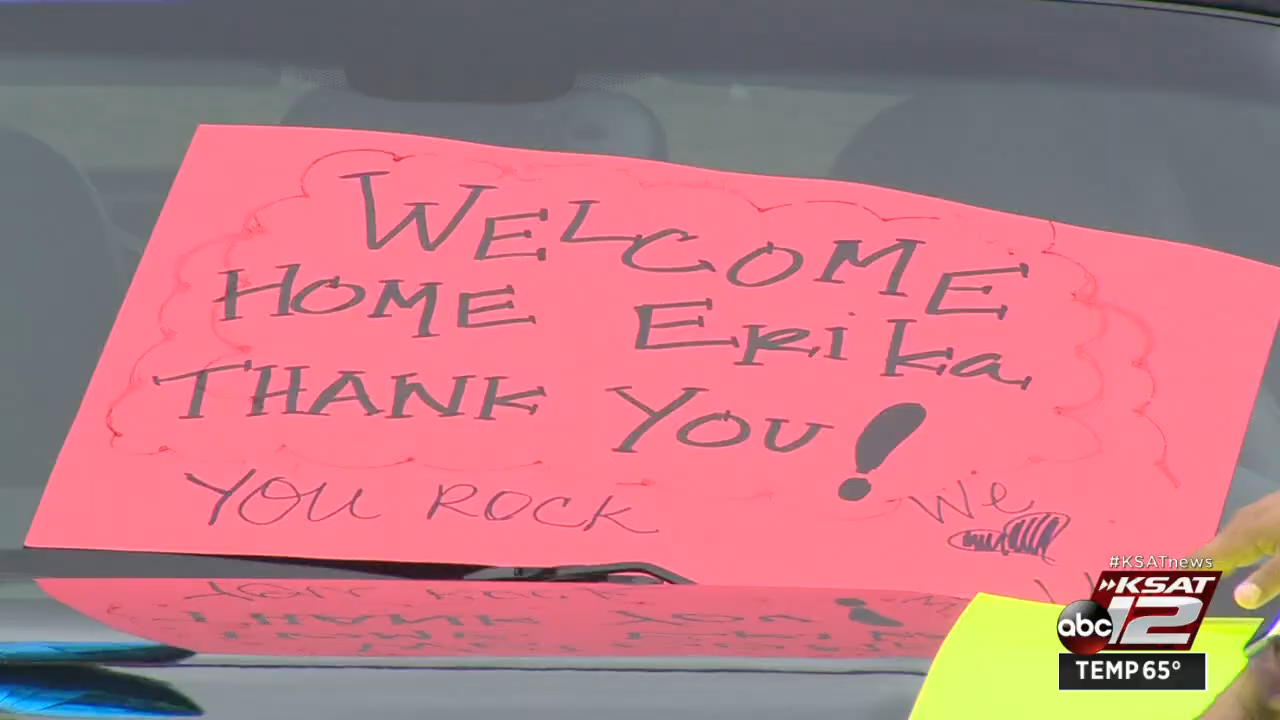 WELCOME
HOME Erika
THANK YOU!
YOU ROCK
We
#KSATnews
KSAT
abc 12
TEMP 65°